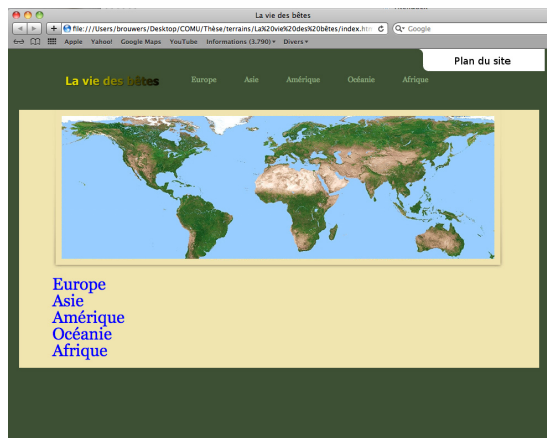 La vie des bêtes
file:///Users/brouwers/Desktop/COMU/Thèse/terrains/La%20vie%20des%20bêtes/index.htm
Google
Apple Yahoo! Google Maps YouTube Informations (3.790) Divers
Plan du site
La vie des bêtes Europe Asie Amérique Océanie Afrique
Europe
Asie
Amérique
Océanie
Afrique